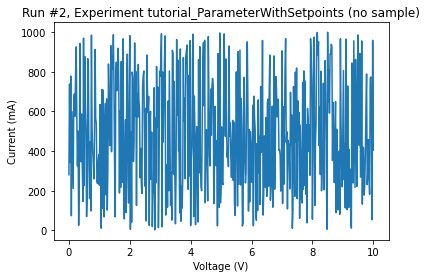 Run #2, Experiment tutorial_ParameterWithSetpoints (no sample)
1000
800
600
400
200
0
Current (mA)
0 2 4 6 8 10
Voltage (V)